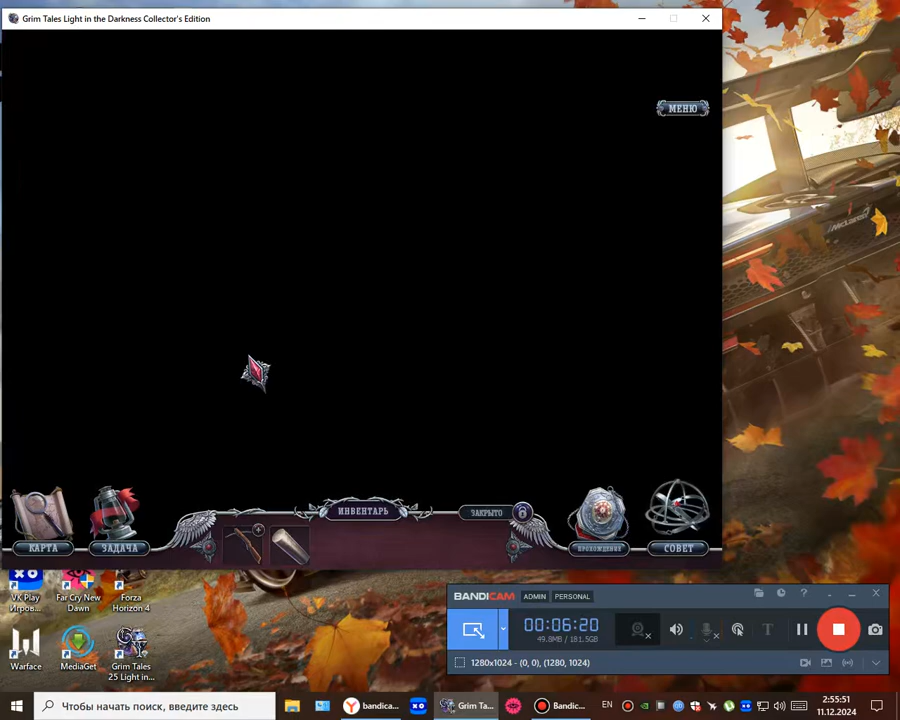 Grim Tales Light in the Darkness Collector's Edition
МЕНЮ
ИНВЕНТАРЬ
ЗАКРЫТО
КАРТА
ЗАДАЧА
ПРОХОЖДЕНИЕ
СОВЕТ
VK Play
Игров...
Far Cry New
Dawn
Forza
Horizon 4
BANDICAM
ADMIN
PERSONAL
00:06:20
49.8MB / 181.5GB
1280x1024 - (0, 0), (1280, 1024)
Warface
MediaGet
Grim Tales
25 Light in...
Чтобы начать поиск, введите здесь
bandica...
Grim Ta...
Bandic...
EN
2:55:51
11.12.2024